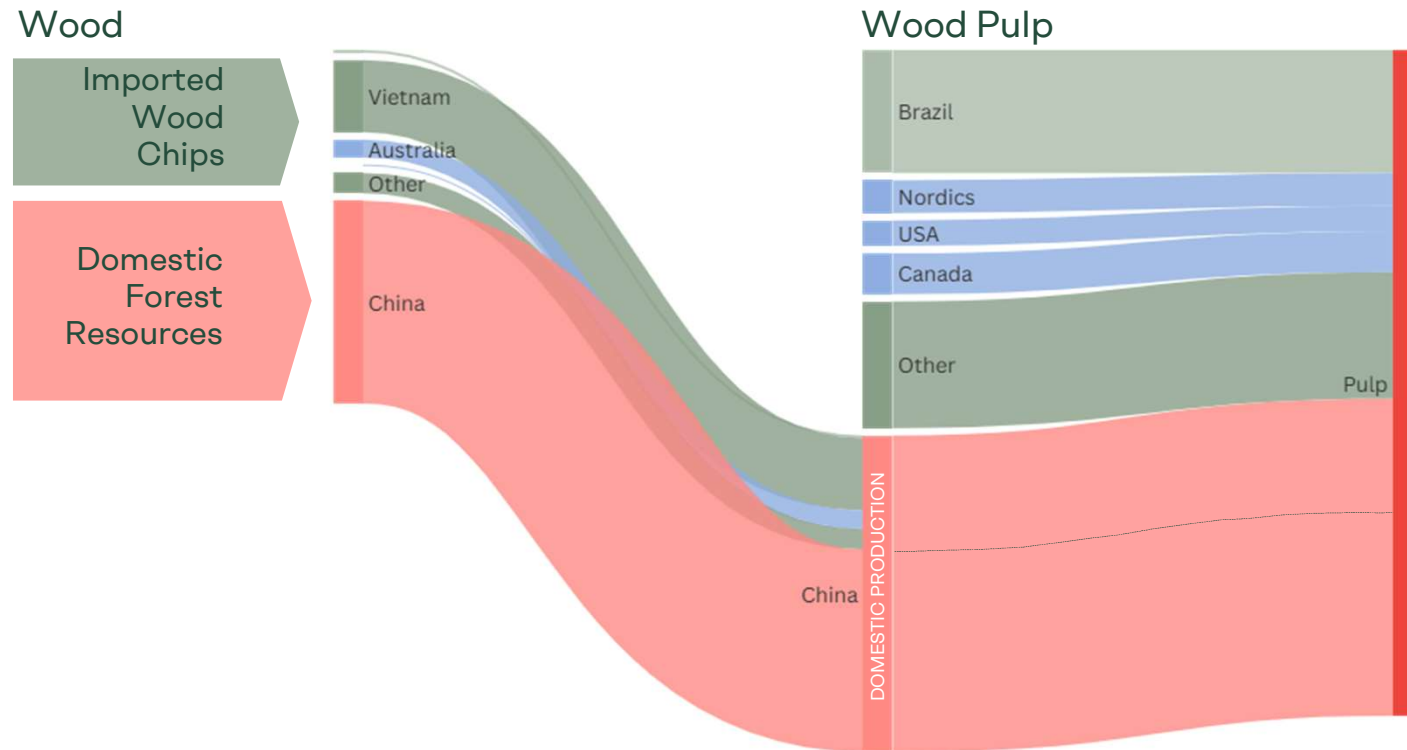 Wood
Imported
Wood
Chips
Domestic
Forest
Resources
Vietnam
Australia
Other
China
China
Wood Pulp
DOMESTIC PRODUCTION
Brazil
Nordics
USA
Canada
Other
Pulp